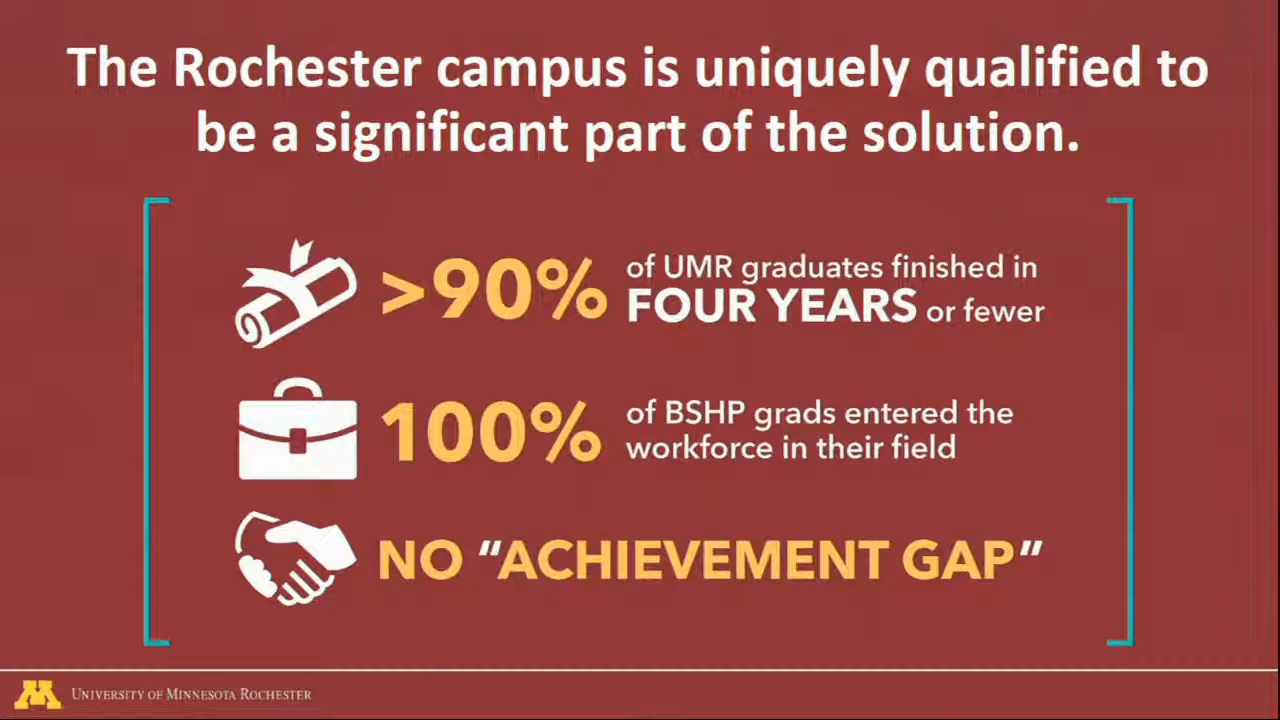 The Rochester campus is uniquely qualified to
be a significant part of the solution.
>90%
of UMR graduates finished in
FOUR YEARS or fewer
100%
of BSHP grads entered the
workforce in their field
NO “ACHIEVEMENT GAP”
M UNIVERSITY OF MINNESOTA ROCHESTER